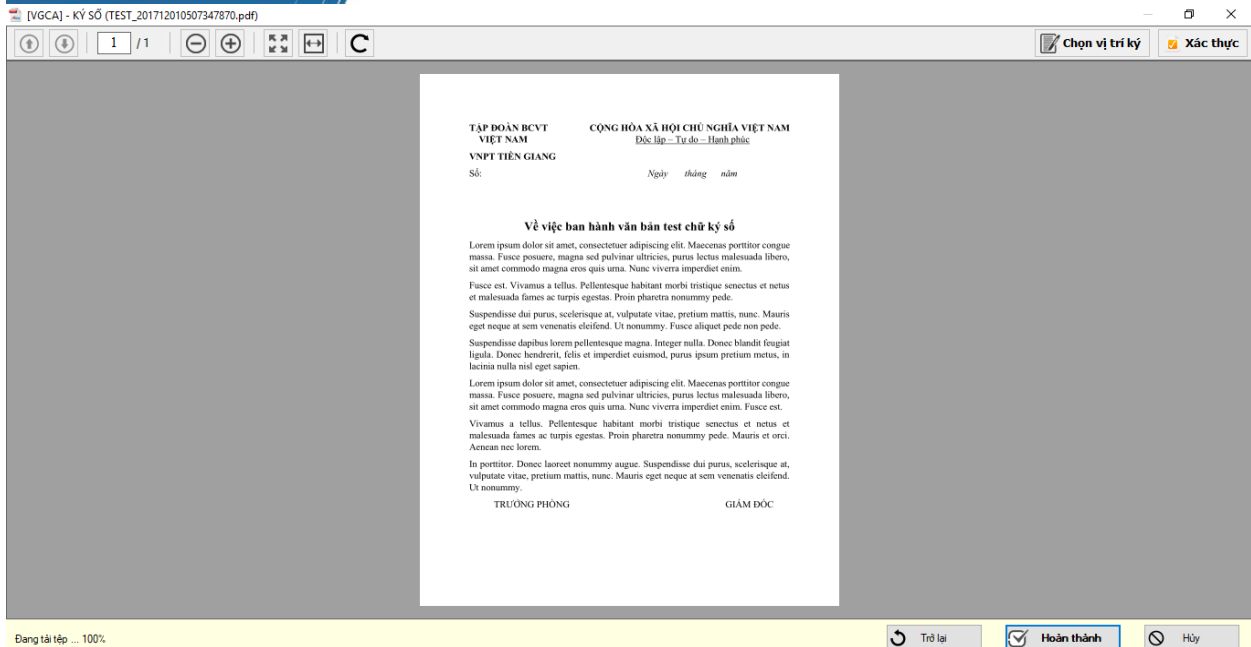 [VGCA] - KÝ SỐ (TEST_201712010507347870.pdf)
1 / 1
Chọn vị trí ký
Xác thực
TẬP ĐOÀN BCVT
VIỆT NAM
CỘNG HÒA XÃ HỘI CHỦ NGHĨA VIỆT NAM
Độc lập – Tự do – Hạnh phúc
VNPT TIỀN GIANG
Số:
Ngày tháng năm
Về việc ban hành văn bản test chữ ký số
Lorem ipsum dolor sit amet, consectetuer adipiscing elit. Maecenas porttitor congue
massa. Fusce posuere, magna sed pulvinar ultricies, purus lectus malesuada libero,
sit amet commodo magna eros quis urna. Nunc viverra imperdiet enim.
Fusce est. Vivamus a tellus. Pellentesque habitant morbi tristique senectus et netus
et malesuada fames ac turpis egestas. Proin pharetra nonummy pede.
Suspendisse dui purus, scelerisque at, vulputate vitae, pretium mattis, nunc. Mauris
eget neque at sem venenatis eleifend. Ut nonummy. Fusce aliquet pede non pede.
Suspendisse dapibus lorem pellentesque magna. Integer nulla. Donec blandit feugiat
ligula. Donec hendrerit, felis et imperdiet euismod, purus ipsum pretium metus, in
lacinia nulla nisl eget sapien.
Lorem ipsum dolor sit amet, consectetuer adipiscing elit. Maecenas porttitor congue
massa. Fusce posuere, magna sed pulvinar ultricies, purus lectus malesuada libero,
sit amet commodo magna eros quis urna. Nunc viverra imperdiet enim. Fusce est.
Vivamus a tellus. Pellentesque habitant morbi tristique senectus et netus et
malesuada fames ac turpis egestas. Proin pharetra nonummy pede. Mauris et orci.
Aenean nec lorem.
In porttitor. Donec laoreet nonummy augue. Suspendisse dui purus, scelerisque at,
vulputate vitae, pretium mattis, nunc. Mauris eget neque at sem venenatis eleifend.
Ut nonummy.
TRƯỞNG PHÒNG
GIÁM ĐỐC
Đang tải tệp ... 100%
Trở lại
Hoàn thành
Hủy